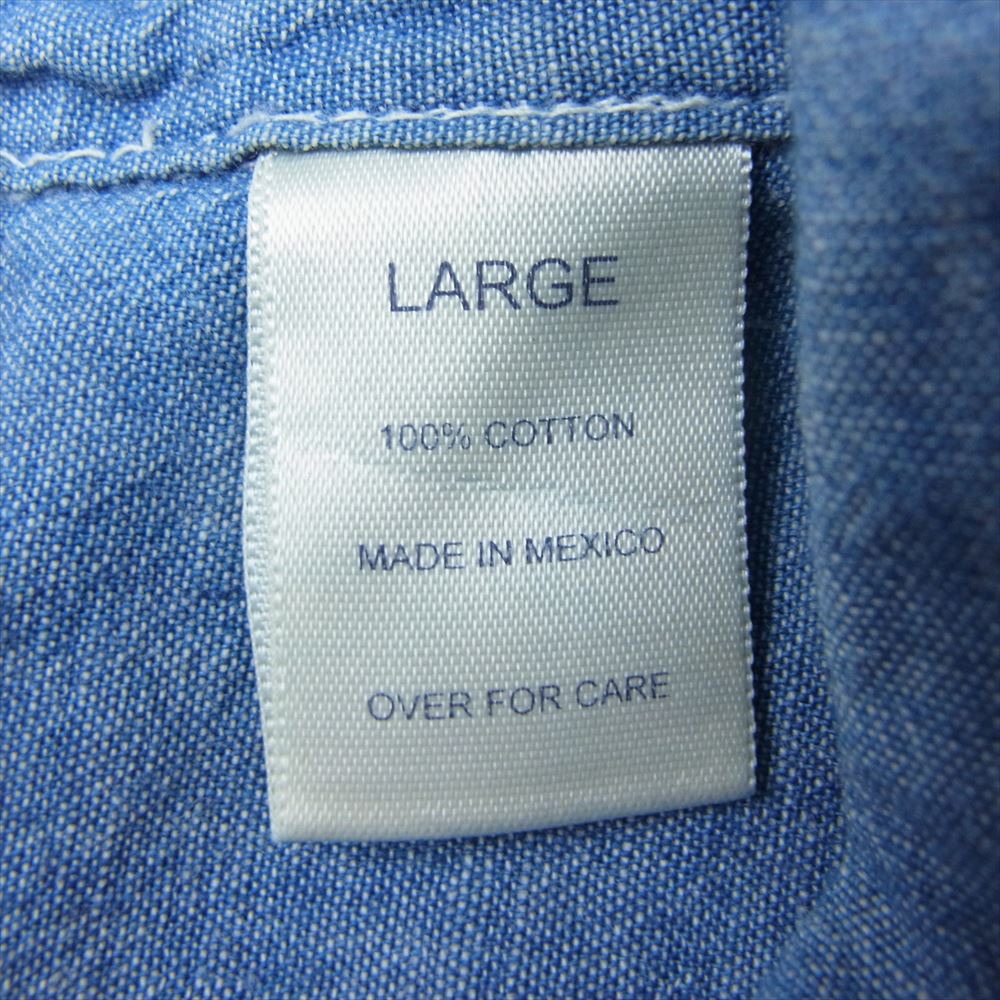 LARGE
100% COTTON
MADE IN MEXICO
OVER FOR CARE